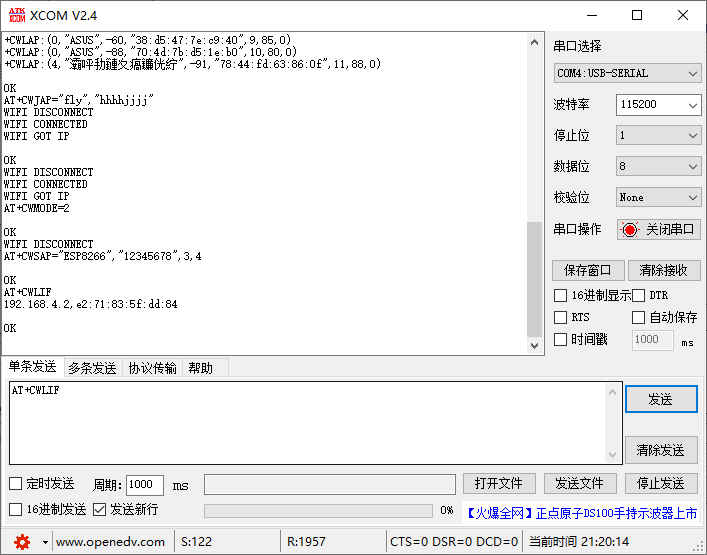 ATK XCOM XCOM V2.4
+CWLAP:(0,"ASUS",-60,"38:d5:47:7e:c9:40",9,85,0)
+CWLAP:(0,"ASUS",-88,"70:4d:7b:d5:1e:b0",10,80,0)
+CWLAP:(4," ",-91,"78:44:fd:63:86:0f",11,88,0)
OK
AT+CWJAP="fly","hhhhjjjj"
WIFI DISCONNECT
WIFI CONNECTED
WIFI GOT IP
OK
WIFI DISCONNECT
WIFI CONNECTED
WIFI GOT IP
AT+CWMODE=2
OK
WIFI DISCONNECT
AT+CWSAP="ESP8266","12345678",3,4
OK
AT+CWLIF
192.168.4.2,e2:71:83:5f:dd:84
OK
串口选择
COM4:USB-SERIAL
波特率 115200
停止位 1
数据位 8
校验位 None
串口操作 关闭串口
保存窗口 清除接收
16进制显示 DTR
RTS 自动保存
时间戳 1000 ms
单条发送 多条发送 协议传输 帮助
AT+CWLIF
发送
清除发送
定时发送 周期: 1000 ms 打开文件 发送文件 停止发送
16进制发送 发送新行 0% 【火爆全网】正点原子DS100手持示波器上市
www.openedv.com S:122 R:1957 CTS=0 DSR=0 DCD=0 当前时间 21:20:14